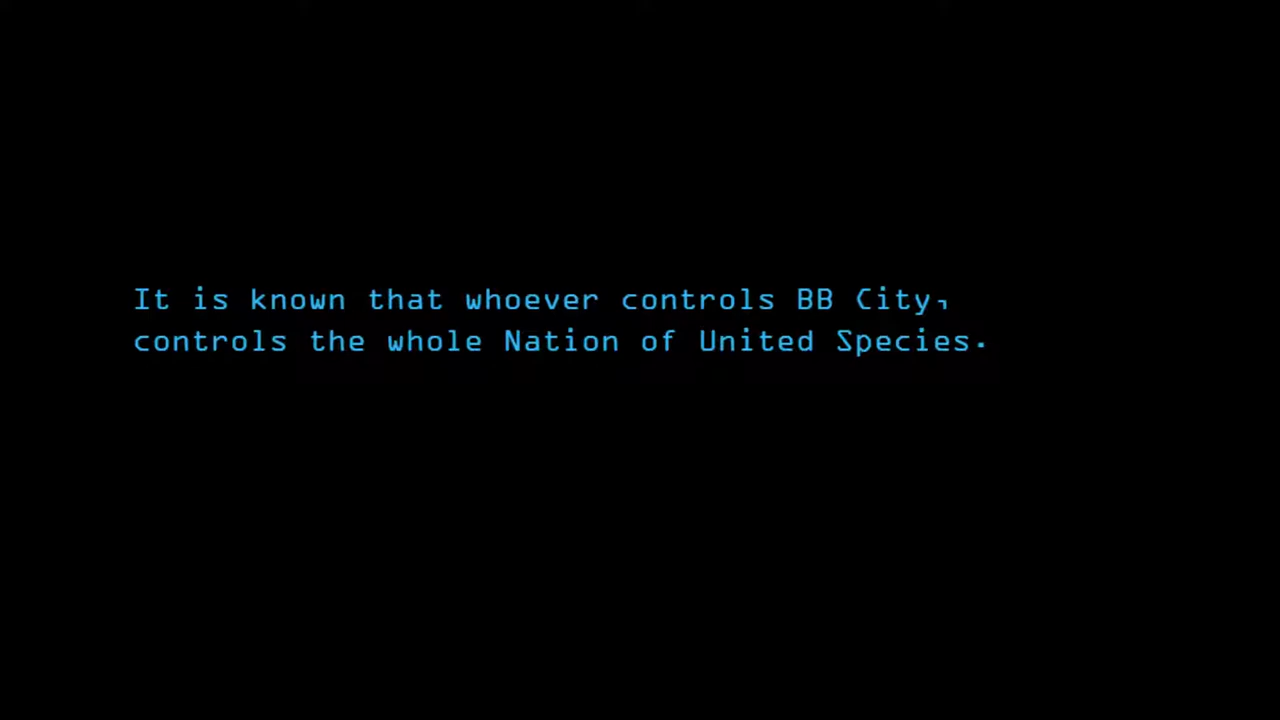 It is known that whoever controls BB City,
controls the whole Nation of United Species.